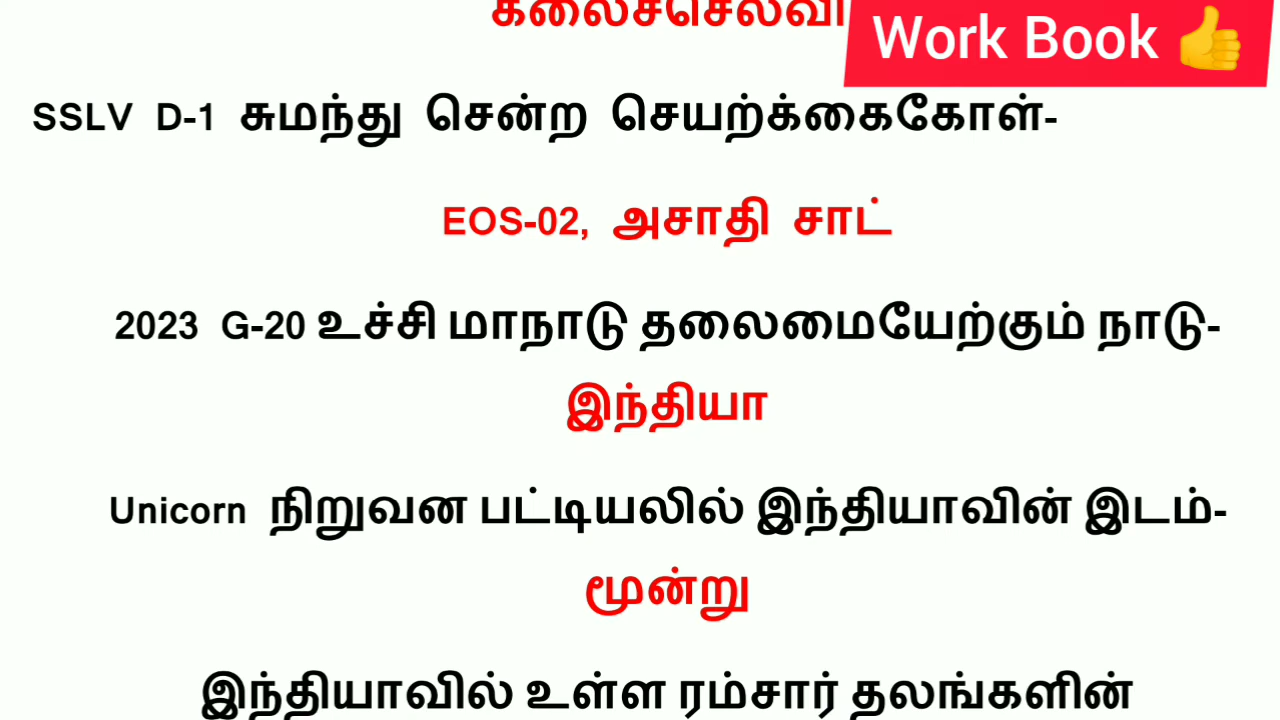 கலைச்செல்வி
Work Book 👍
SSLV D-1 சுமந்து சென்ற செயற்க்கைகோள்-
EOS-02, அசாதி சாட்
2023 G-20 உச்சி மாநாடு தலைமையேற்கும் நாடு-
இந்தியா
Unicorn நிறுவன பட்டியலில் இந்தியாவின் இடம்-
மூன்று
இந்தியாவில் உள்ள ரம்சார் தலங்களின்